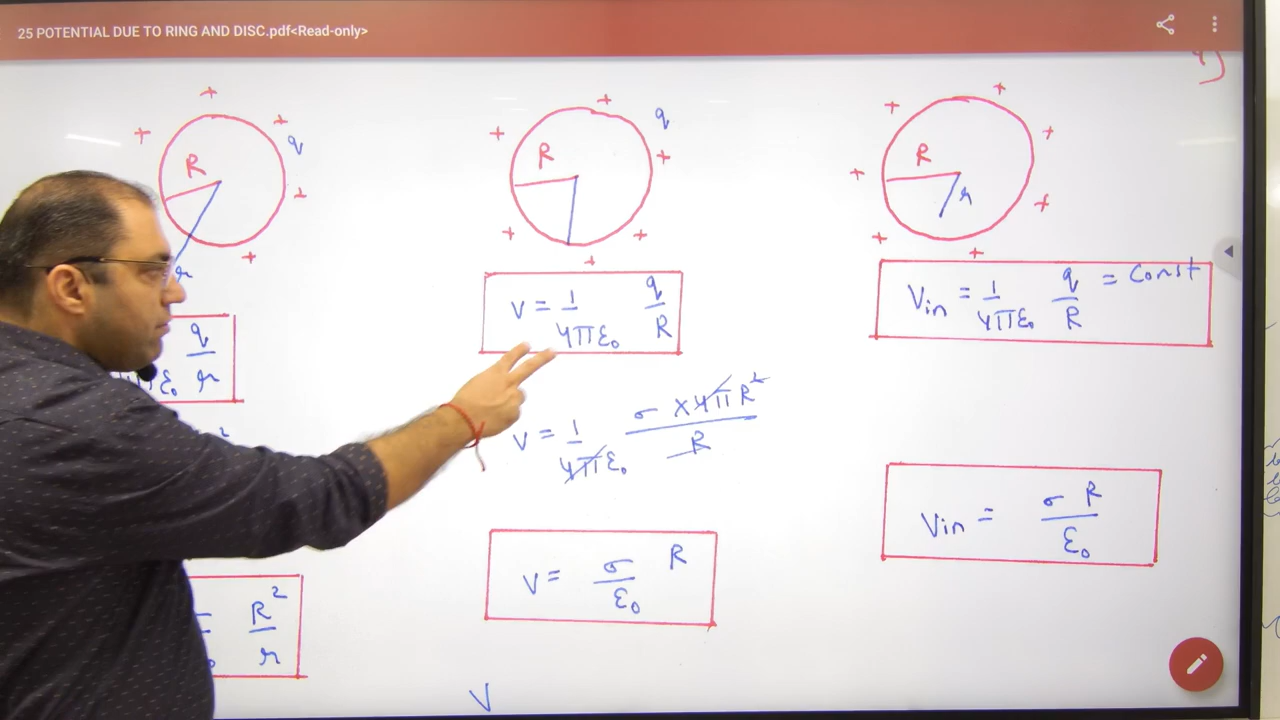 25 POTENTIAL DUE TO RING AND DISC.pdf<Read-only>
+ + + + +
q
R
r
q
r
ε₀
R²
r
+ + + + + +
q
R
V = 1/4πε₀ q/R
V = 1/4πε₀ σ × 4πR²/R
V = σ/ε₀ R
V
+ + + + + + +
R
r
Vin = 1/4πε₀ q/R = Const
Vin = σ R/ε₀